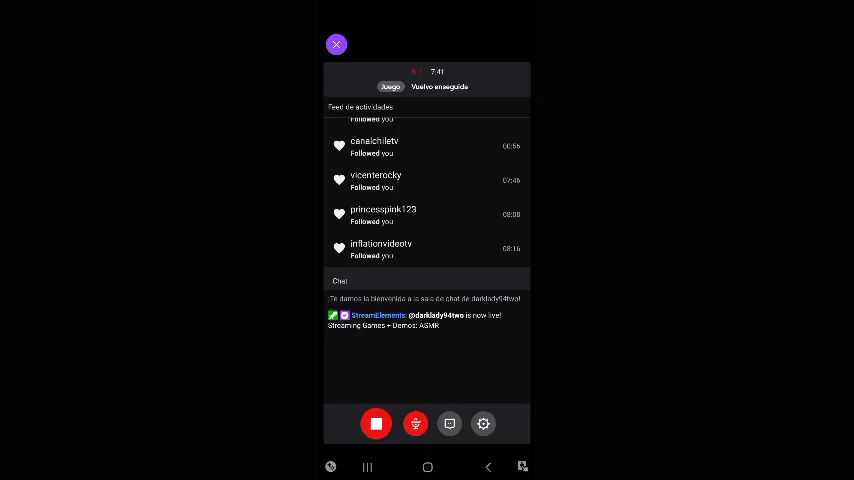 1 7:41
Juego Vuelvo enseguida
Feed de actividades
Followed you
canalchiletv
Followed you 00:56
vicenterocky
Followed you 07:46
princesspink123
Followed you 08:08
inflationvideotv
Followed you 08:16
Chat
¡Te damos la bienvenida a la sala de chat de darklady94two!
StreamElements: @darklady94two is now live!
Streaming Games + Demos: ASMR